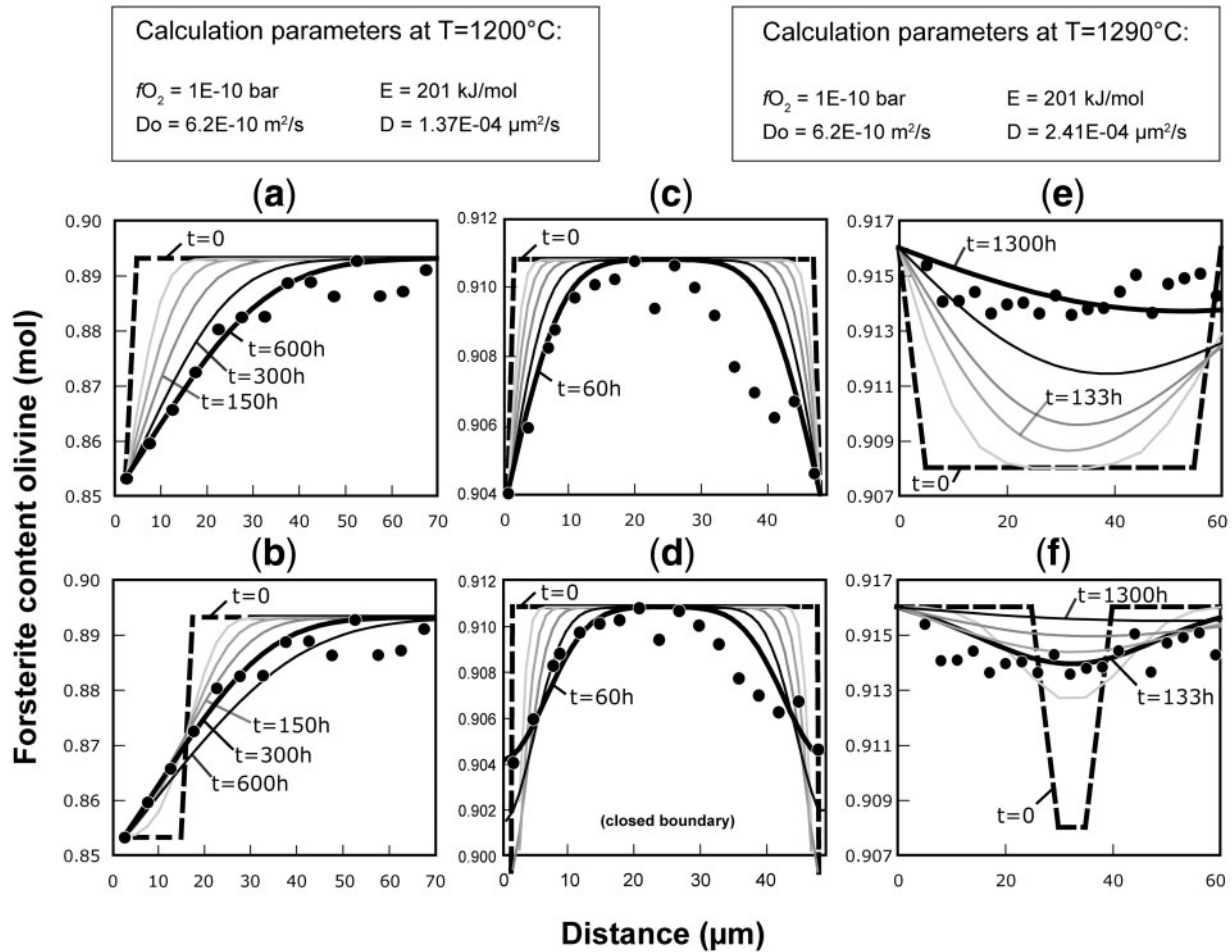 Calculation parameters at T=1200°C:
fO2 = 1E-10 bar E = 201 kJ/mol
Do = 6.2E-10 m²/s D = 1.37E-04 µm²/s
Calculation parameters at T=1290°C:
fO2 = 1E-10 bar E = 201 kJ/mol
Do = 6.2E-10 m²/s D = 2.41E-04 µm²/s
Forsterite content olivine (mol)
(a)
0.90
0.89
0.88
0.87
0.86
0.85
t=0
t=600h
t=300h
t=150h
0 10 20 30 40 50 60 70
(c)
0.912
0.910
0.908
0.906
0.904
t=0
t=60h
0 10 20 30 40
(e)
0.917
0.915
0.913
0.911
0.909
0.907
t=1300h
t=133h
t=0
0 20 40 60
(b)
0.90
0.89
0.88
0.87
0.86
0.85
t=0
t=150h
t=300h
t=600h
0 10 20 30 40 50 60 70
(d)
0.912
0.910
0.908
0.906
0.904
0.902
0.900
t=0
t=60h
(closed boundary)
0 10 20 30 40
(f)
0.917
0.915
0.913
0.911
0.909
0.907
t=1300h
t=133h
t=0
0 20 40 60
Distance (µm)